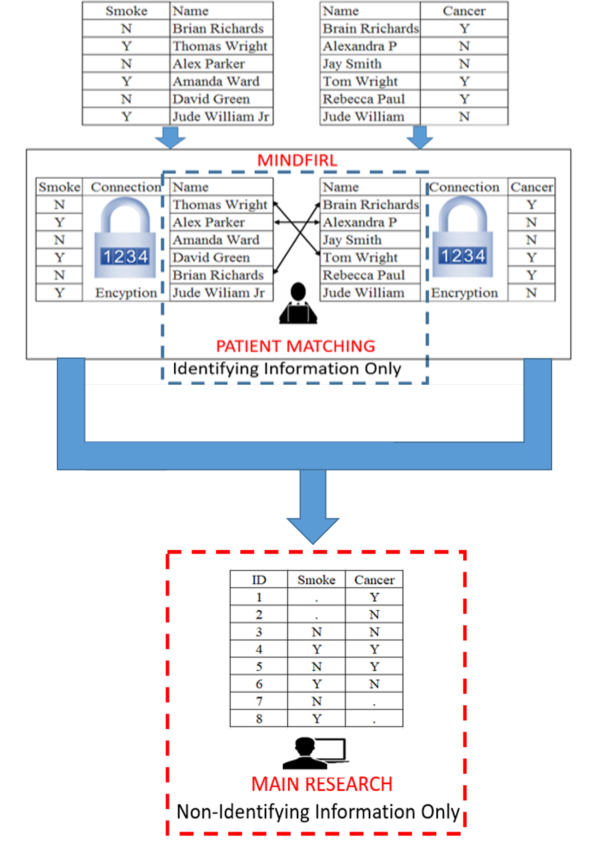 Smoke Name
N Brian Rrichards
Y Thomas Wright
N Alex Parker
Y Amanda Ward
N David Green
Y Jude William Jr
Name Cancer
Brain Rrichards Y
Alexandra P N
Jay Smith N
Tom Wright Y
Rebecca Paul Y
Jude William N
MINDFIRL
Smoke Connection Name Name Connection Cancer
N Thomas Wright Brain Rrichards Y
Y Alex Parker Alexandra P N
N Amanda Ward Jay Smith N
Y David Green Tom Wright Y
N Brian Richards Rebecca Paul Y
Y Encyption Jude Wiliam Jr Jude William Encryption N
1234 1234
PATIENT MATCHING
Identifying Information Only
ID Smoke Cancer
1 . Y
2 . N
3 N N
4 Y Y
5 N Y
6 Y N
7 N .
8 Y .
MAIN RESEARCH
Non-Identifying Information Only